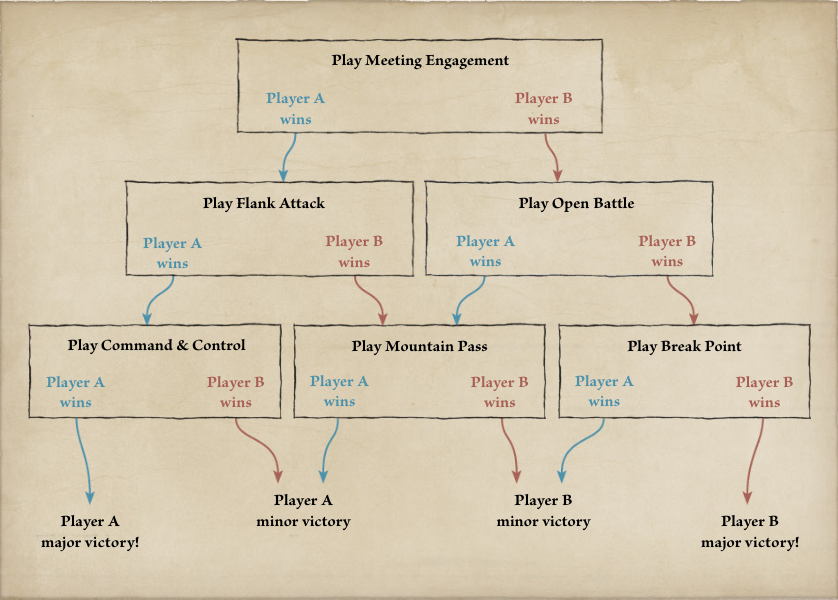 Play Meeting Engagement
Player A
wins
Player B
wins
Play Flank Attack
Player A
wins
Player B
wins
Play Open Battle
Player A
wins
Player B
wins
Play Command & Control
Player A
wins
Player B
wins
Play Mountain Pass
Player A
wins
Player B
wins
Play Break Point
Player A
wins
Player B
wins
Player A
major victory!
Player A
minor victory
Player B
minor victory
Player B
major victory!